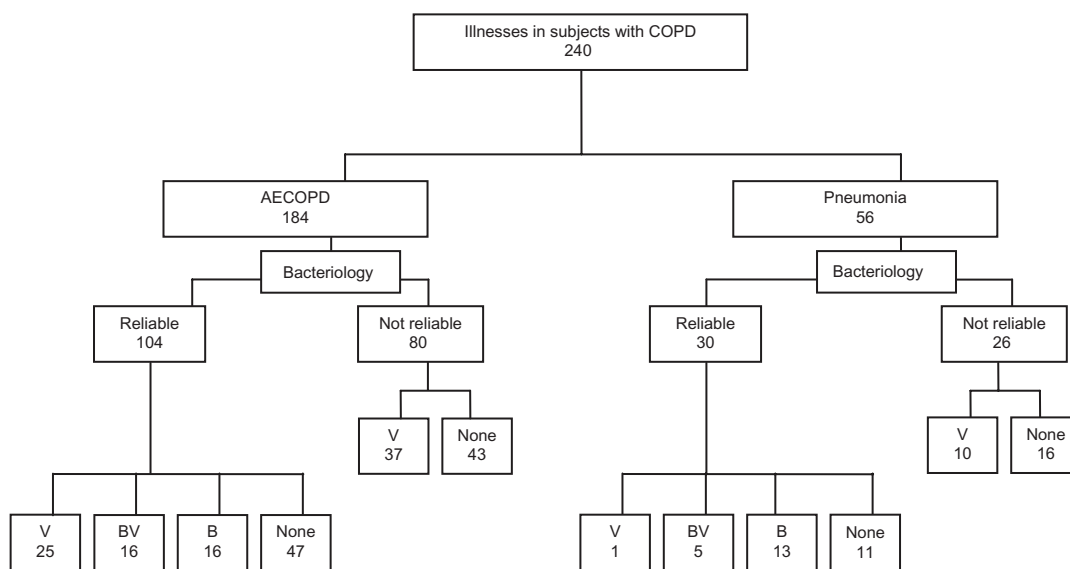 Illnesses in subjects with COPD
240
AECOPD
184
Pneumonia
56
Bacteriology
Bacteriology
Reliable
104
Not reliable
80
Reliable
30
Not reliable
26
V
37
None
43
V
10
None
16
V
25
BV
16
B
16
None
47
V
1
BV
5
B
13
None
11